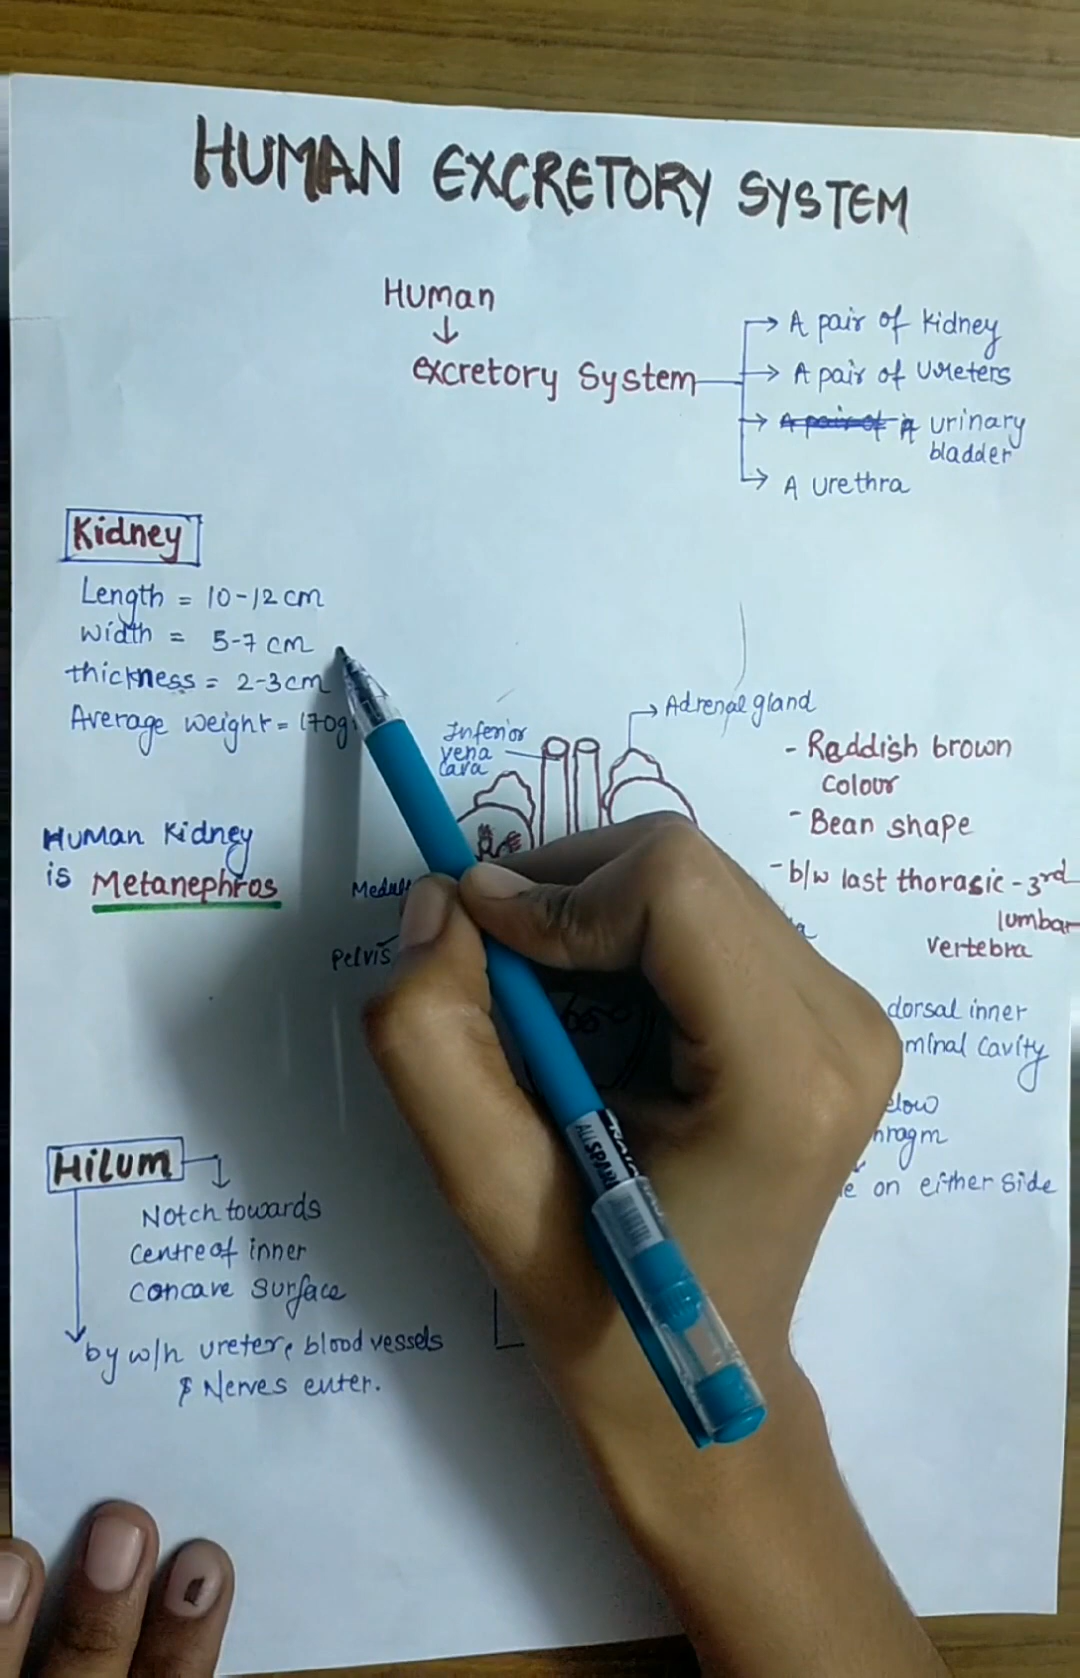 HUMAN EXCRETORY SYSTEM
Human
↓
excretory System
→ A pair of Kidney
→ A pair of Ureters
→ A urinary
bladder
→ A urethra
Kidney
Length = 10-12 cm
width = 5-7 cm
thickness = 2-3 cm
Average weight = 170g
Human Kidney
is Metanephros
Inferior
vena
cava
Adrenal gland
Pelvis
- Reddish brown
colour
- Bean shape
- b/w last thorasic - 3rd
lumbar
vertebra
dorsal inner
cavity
on either side
HILUM
Notch towards
Centre of inner
Concave surface
by w/h ureter, blood vessels
& Nerves enter.